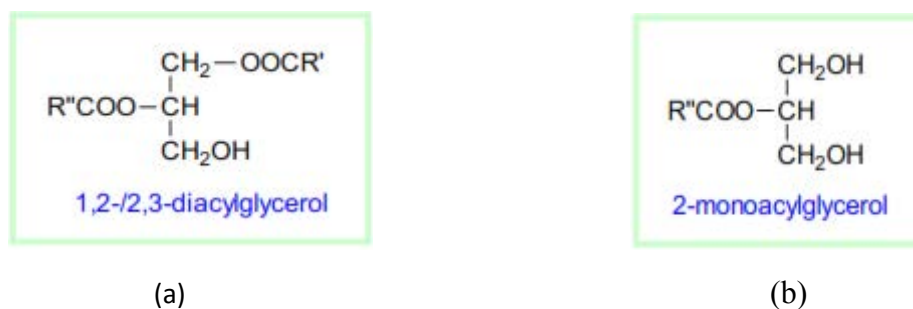 CH₂—OOCR'
R"COO—CH
CH₂OH
1,2-/2,3-diacylglycerol
(a)
CH₂OH
R"COO—CH
CH₂OH
2-monoacylglycerol
(b)